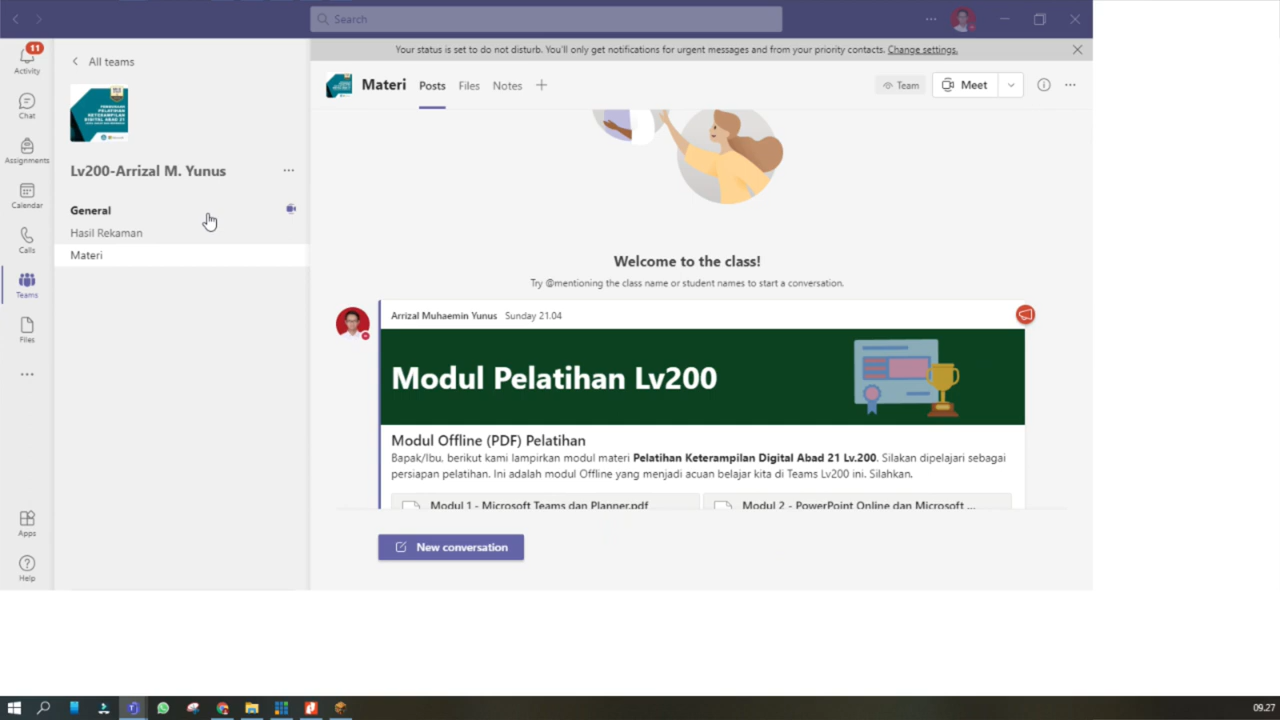 Search
Your status is set to do not disturb. You'll only get notifications for urgent messages and from your priority contacts. Change settings.
11
Activity
Chat
Assignments
Calendar
Calls
Teams
Files
Apps
Help
All teams
PELATIHAN
KETERAMPILAN
DIGITAL ABAD 21
Lv200-Arrizal M. Yunus
General
Hasil Rekaman
Materi
Materi Posts Files Notes
Team
Meet
Welcome to the class!
Try @mentioning the class name or student names to start a conversation.
Arrizal Muhaemin Yunus Sunday 21.04
Modul Pelatihan Lv200
Modul Offline (PDF) Pelatihan
Bapak/Ibu, berikut kami lampirkan modul materi Pelatihan Keterampilan Digital Abad 21 Lv.200. Silakan dipelajari sebagai
persiapan pelatihan. Ini adalah modul Offline yang menjadi acuan belajar kita di Teams Lv200 ini. Silahkan.
Modul 1 - Microsoft Teams dan Planner.pdf
Modul 2 - PowerPoint Online dan Microsoft ...
New conversation
09.27